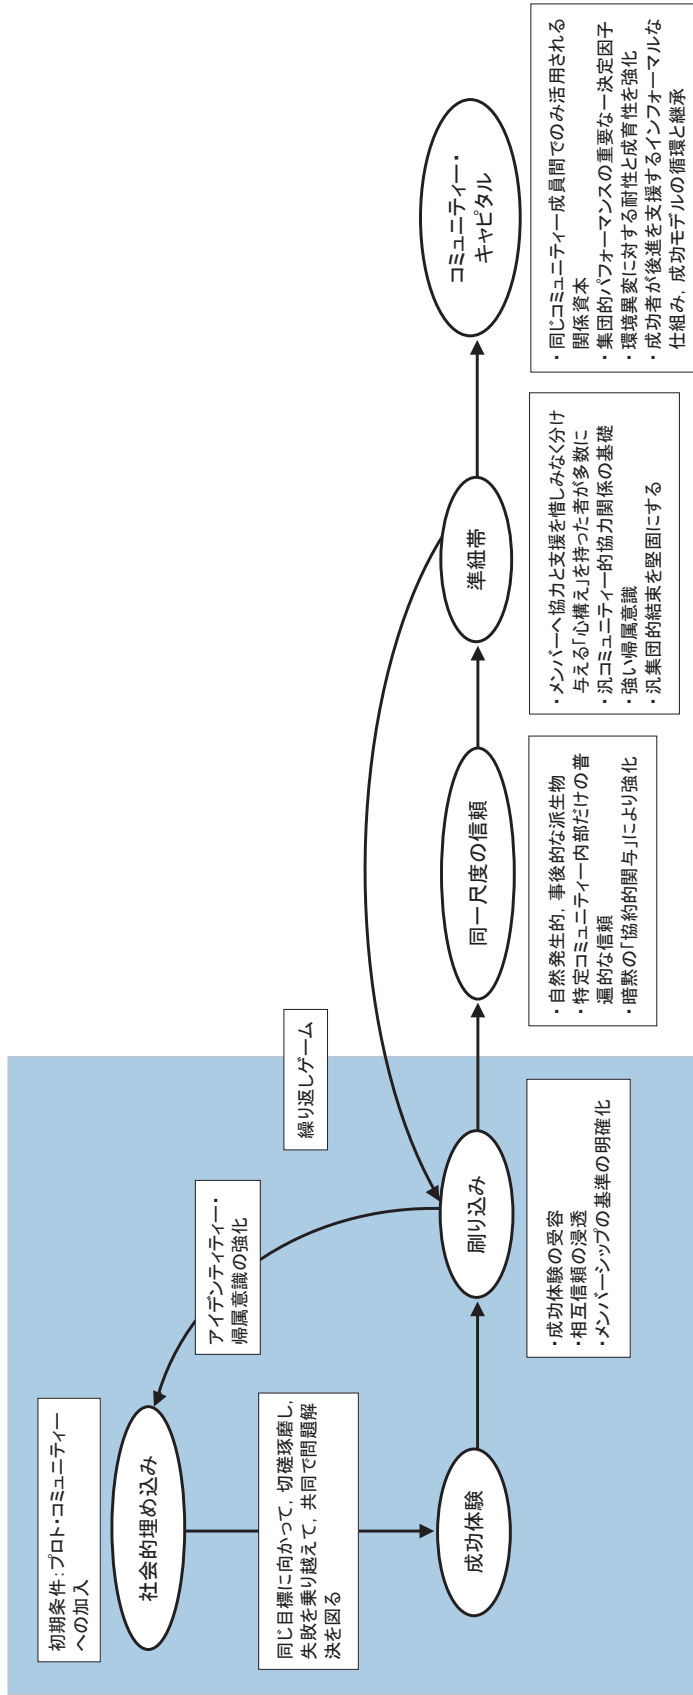 初期条件：プロト・コミュニティー
への加入
社会的埋め込み
アイデンティティー・
帰属意識の強化
同じ目標に向かって，切磋琢磨し，
失敗を乗り越えて，共同で問題解
決を図る
繰り返しゲーム
成功体験
刷り込み
同一尺度の信頼
準紐帯
コミュニティー・
キャピタル
・成功体験の受容
・相互信頼の浸透
・メンバーシップの基準の明確化
・自然発生的，事後的な派生物
・特定コミュニティー内部だけの普
遍的な信頼
・暗黙の「協約的関与」により強化
・メンバーへ協力と支援を惜しみなく分け
与える「心構え」を持った者が多数に
・汎コミュニティー的協力関係の基礎
・強い帰属意識
・汎集団的結束を堅固にする
・同じコミュニティー成員間でのみ活用される
関係資本
・集団的パフォーマンスの重要な一決定因子
・環境異変に対する耐性と成育性を強化
・成功者が後進を支援するインフォーマルな
仕組み，成功モデルの循環と継承